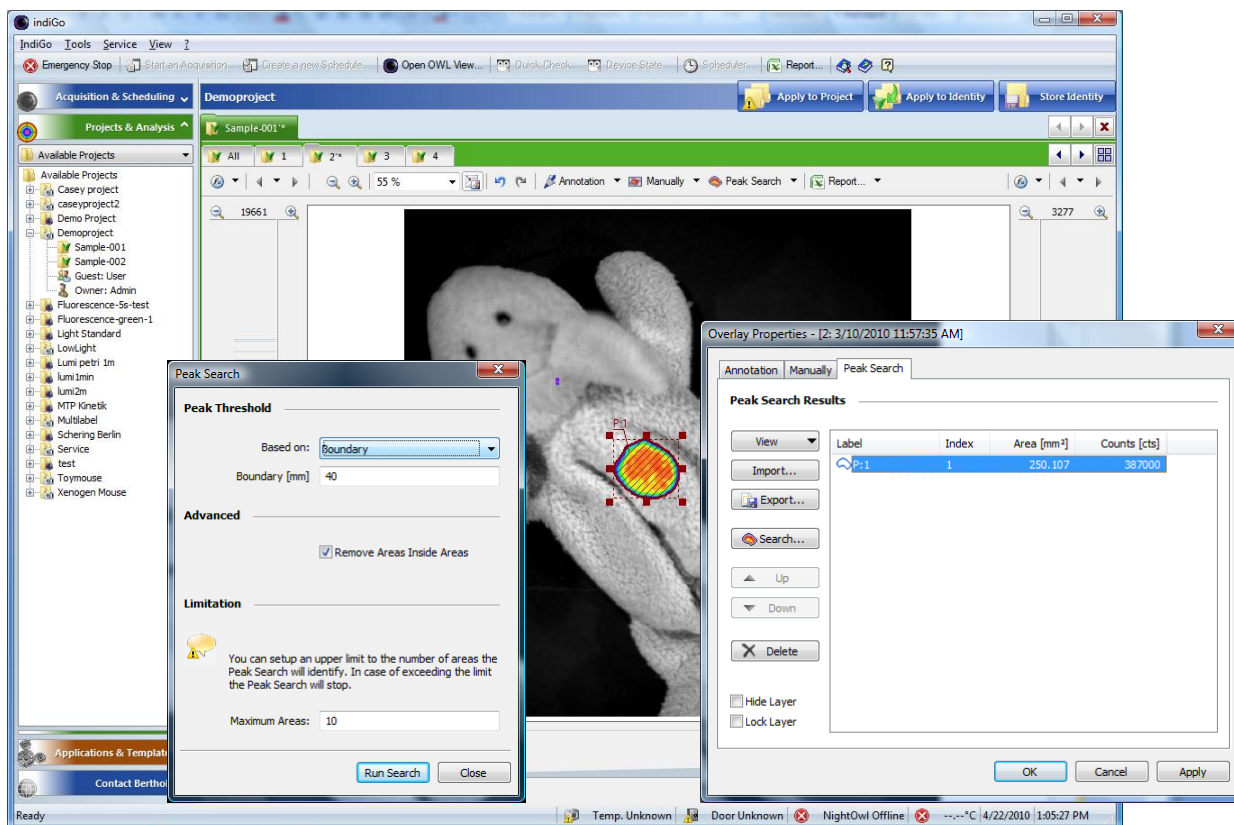 indiGo
IndiGo Tools Service View ?
Emergency Stop Start an Acquisition... Create a new Schedule... Open OWL View... Quick Check... Device State... Scheduler... Report...
Acquisition & Scheduling
Demoproject
Apply to Project Apply to Identity Store Identity
Projects & Analysis
Sample-001'*
Available Projects
All 1 2'* 3 4
55 % Annotation Manually Peak Search Report...
19661
3277
Available Projects
Casey project
caseyproject2
Demo Project
Demoproject
Sample-001
Sample-002
Guest: User
Owner: Admin
Fluorescence-5s-test
Fluorescence-green-1
Light Standard
LowLight
Lumi petri 1m
lumi1min
lumi2m
MTP Kinetik
Multilabel
Schering Berlin
Service
test
Toymouse
Xenogen Mouse
P:1
Peak Search
Peak Threshold
Based on: Boundary
Boundary [mm] 40
Advanced
Remove Areas Inside Areas
Limitation
You can setup an upper limit to the number of areas the
Peak Search will identify. In case of exceeding the limit
the Peak Search will stop.
Maximum Areas: 10
Run Search Close
Overlay Properties - [2: 3/10/2010 11:57:35 AM]
Annotation Manually Peak Search
Peak Search Results
View
Import...
Export...
Search...
Up
Down
Delete
Hide Layer
Lock Layer
Label Index Area [mm²] Counts [cts]
P:1 1 250.107 387000
OK Cancel Apply
Applications & Templat
Contact Berthol
Ready
Temp. Unknown Door Unknown NightOwl Offline --,--°C 4/22/2010 1:05:27 PM